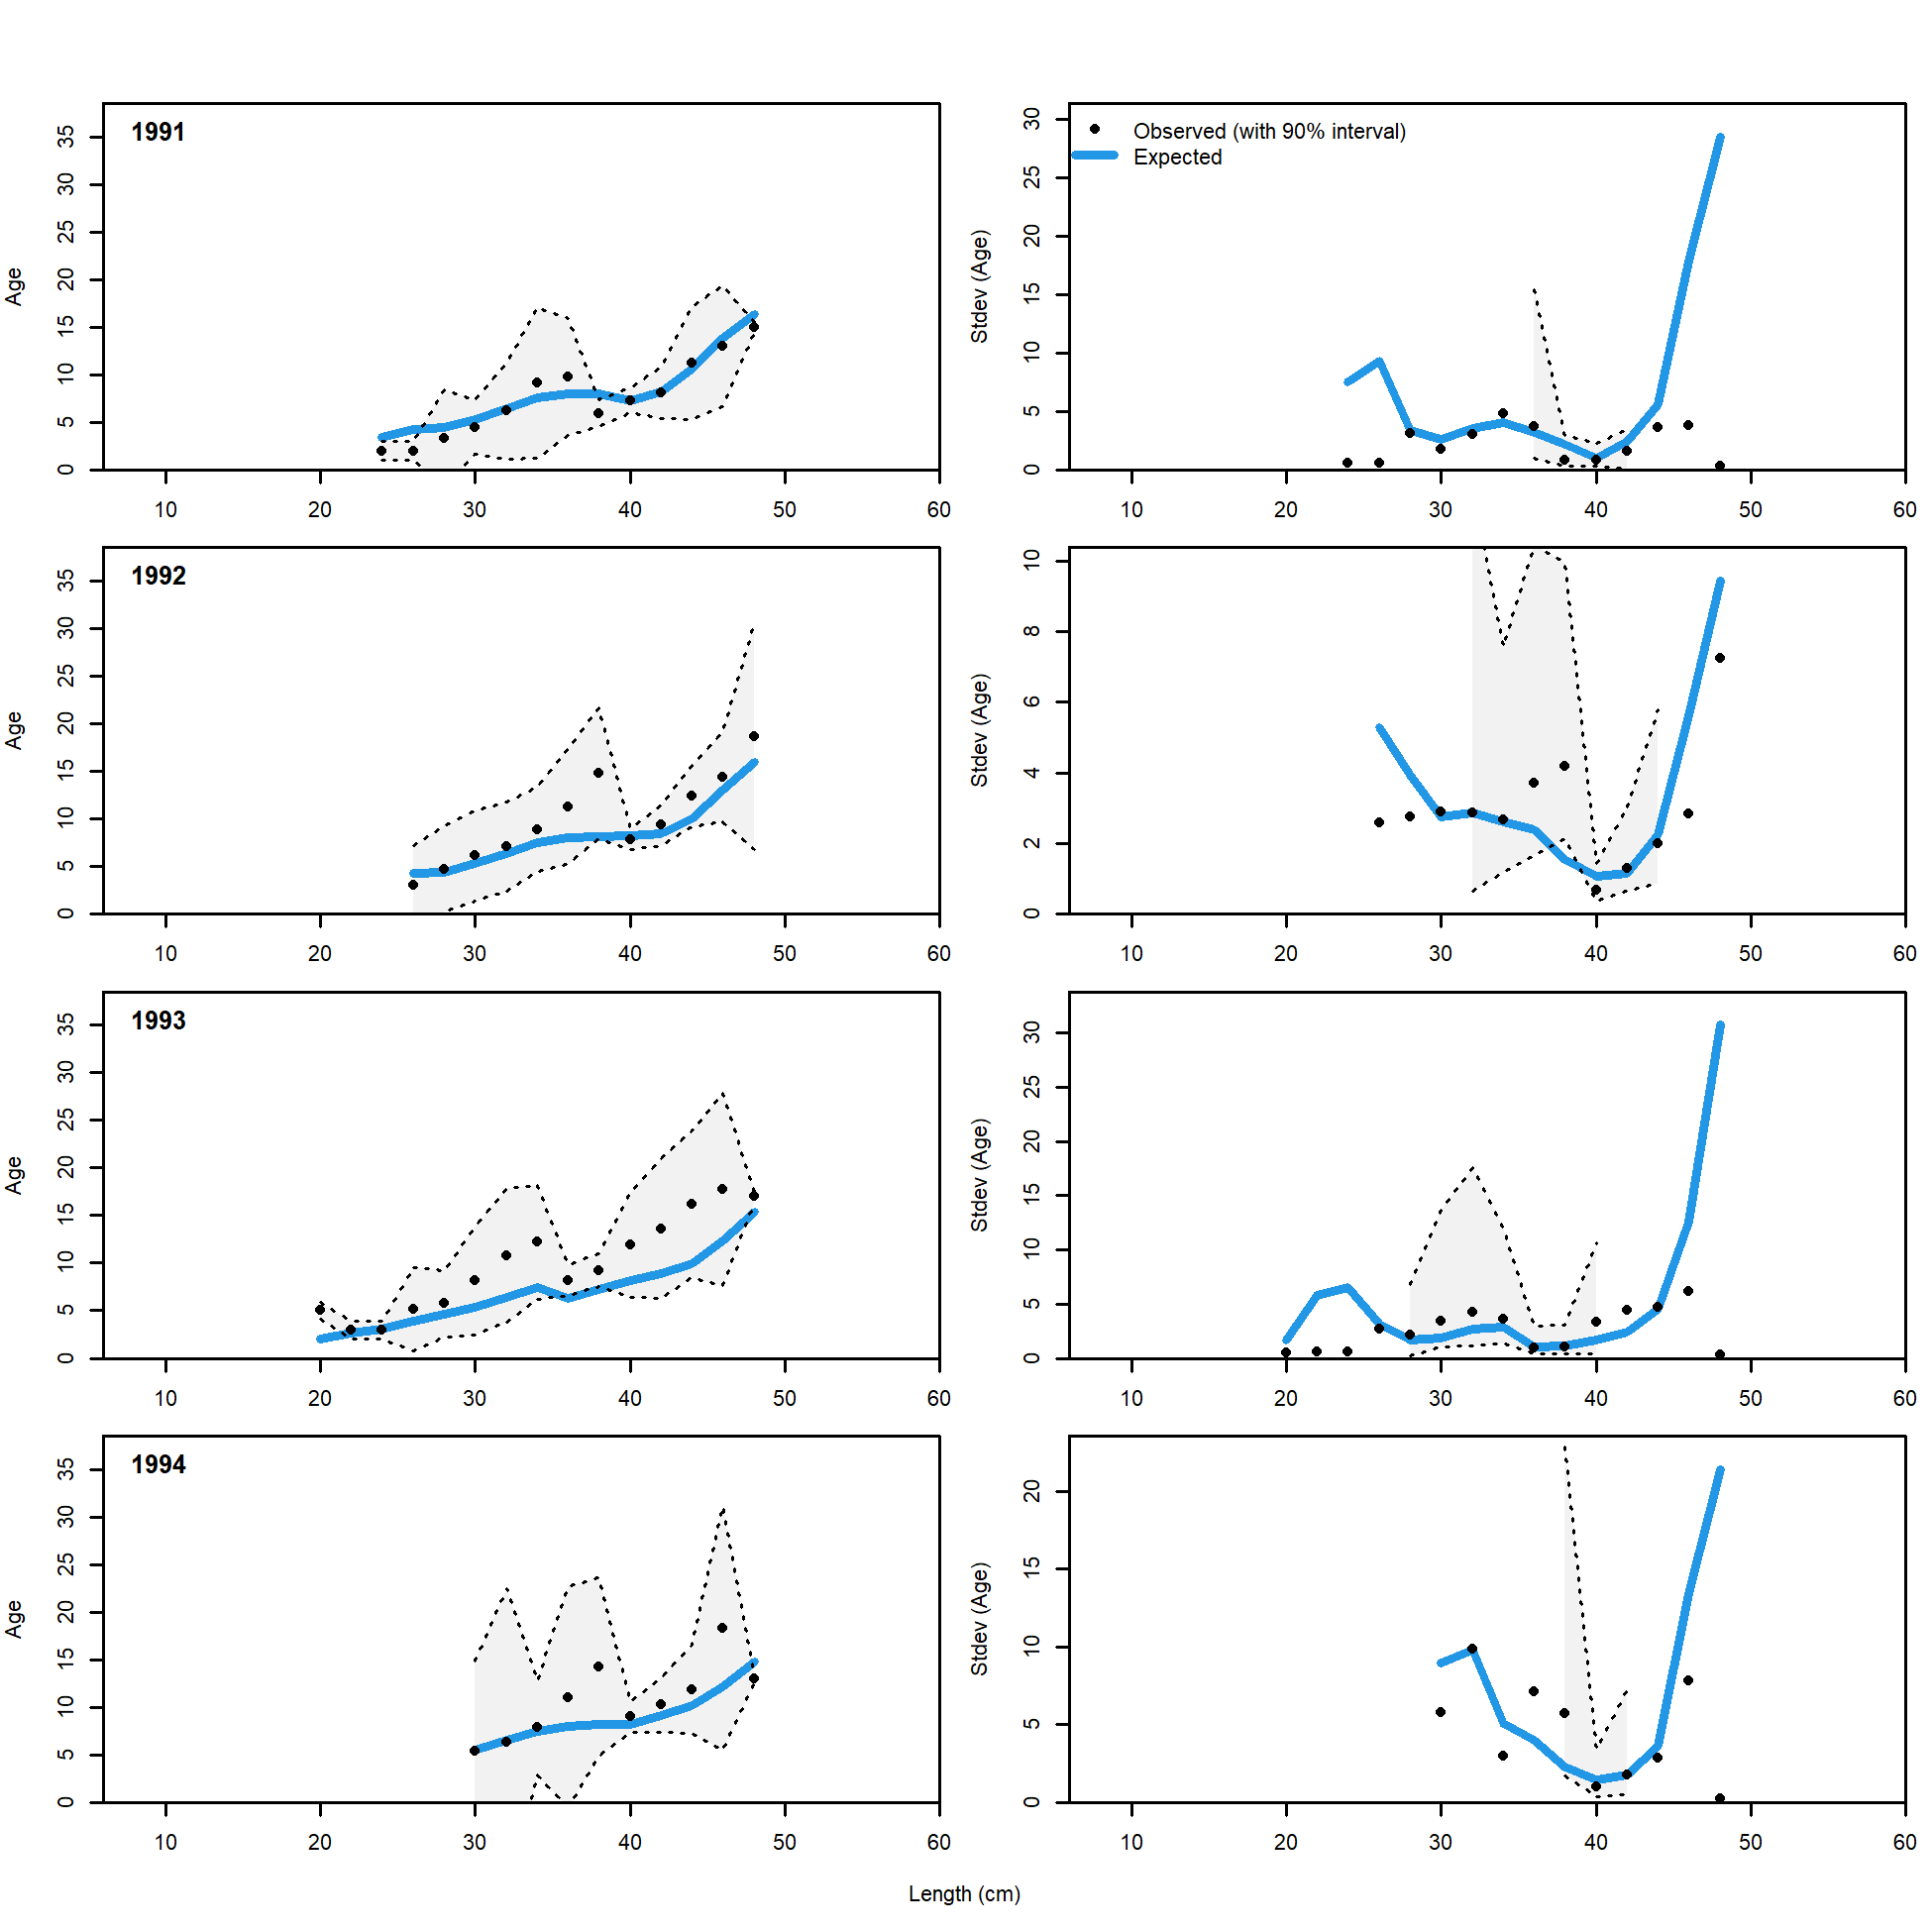 1991
Age
0 5 10 15 20 25 30 35
10 20 30 40 50 60
Observed (with 90% interval)
Expected
Stdev (Age)
0 5 10 15 20 25 30
10 20 30 40 50 60
1992
Age
0 5 10 15 20 25 30 35
10 20 30 40 50 60
Stdev (Age)
0 2 4 6 8 10
10 20 30 40 50 60
1993
Age
0 5 10 15 20 25 30 35
10 20 30 40 50 60
Stdev (Age)
0 5 10 15 20 25 30
10 20 30 40 50 60
1994
Age
0 5 10 15 20 25 30 35
10 20 30 40 50 60
Stdev (Age)
0 5 10 15 20
10 20 30 40 50 60
Length (cm)